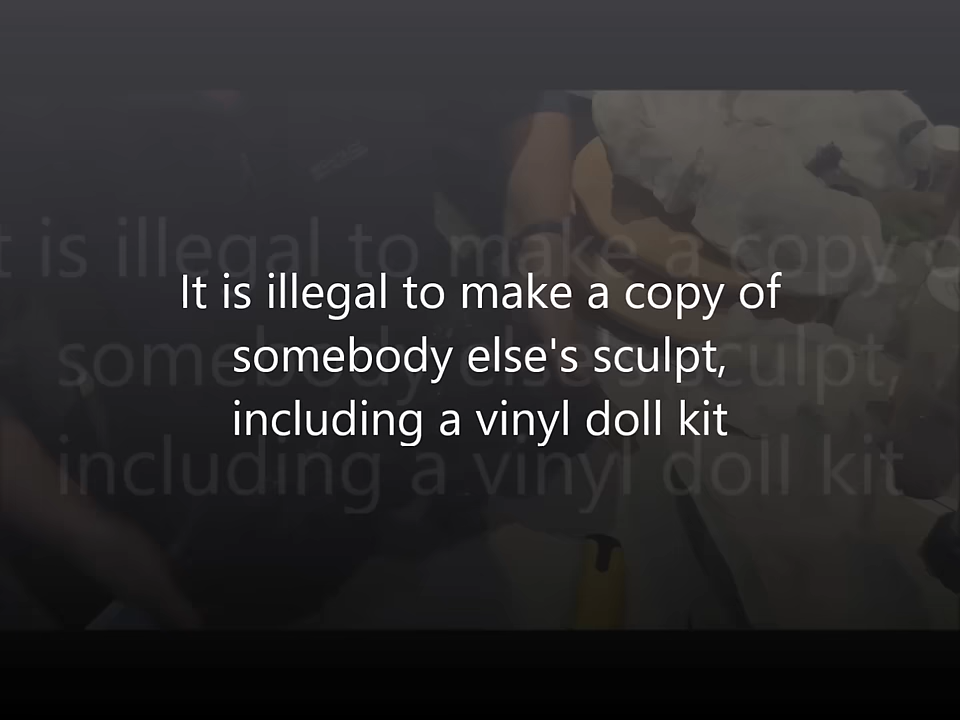 It is illegal to make a copy of
somebody else's sculpt,
including a vinyl doll kit